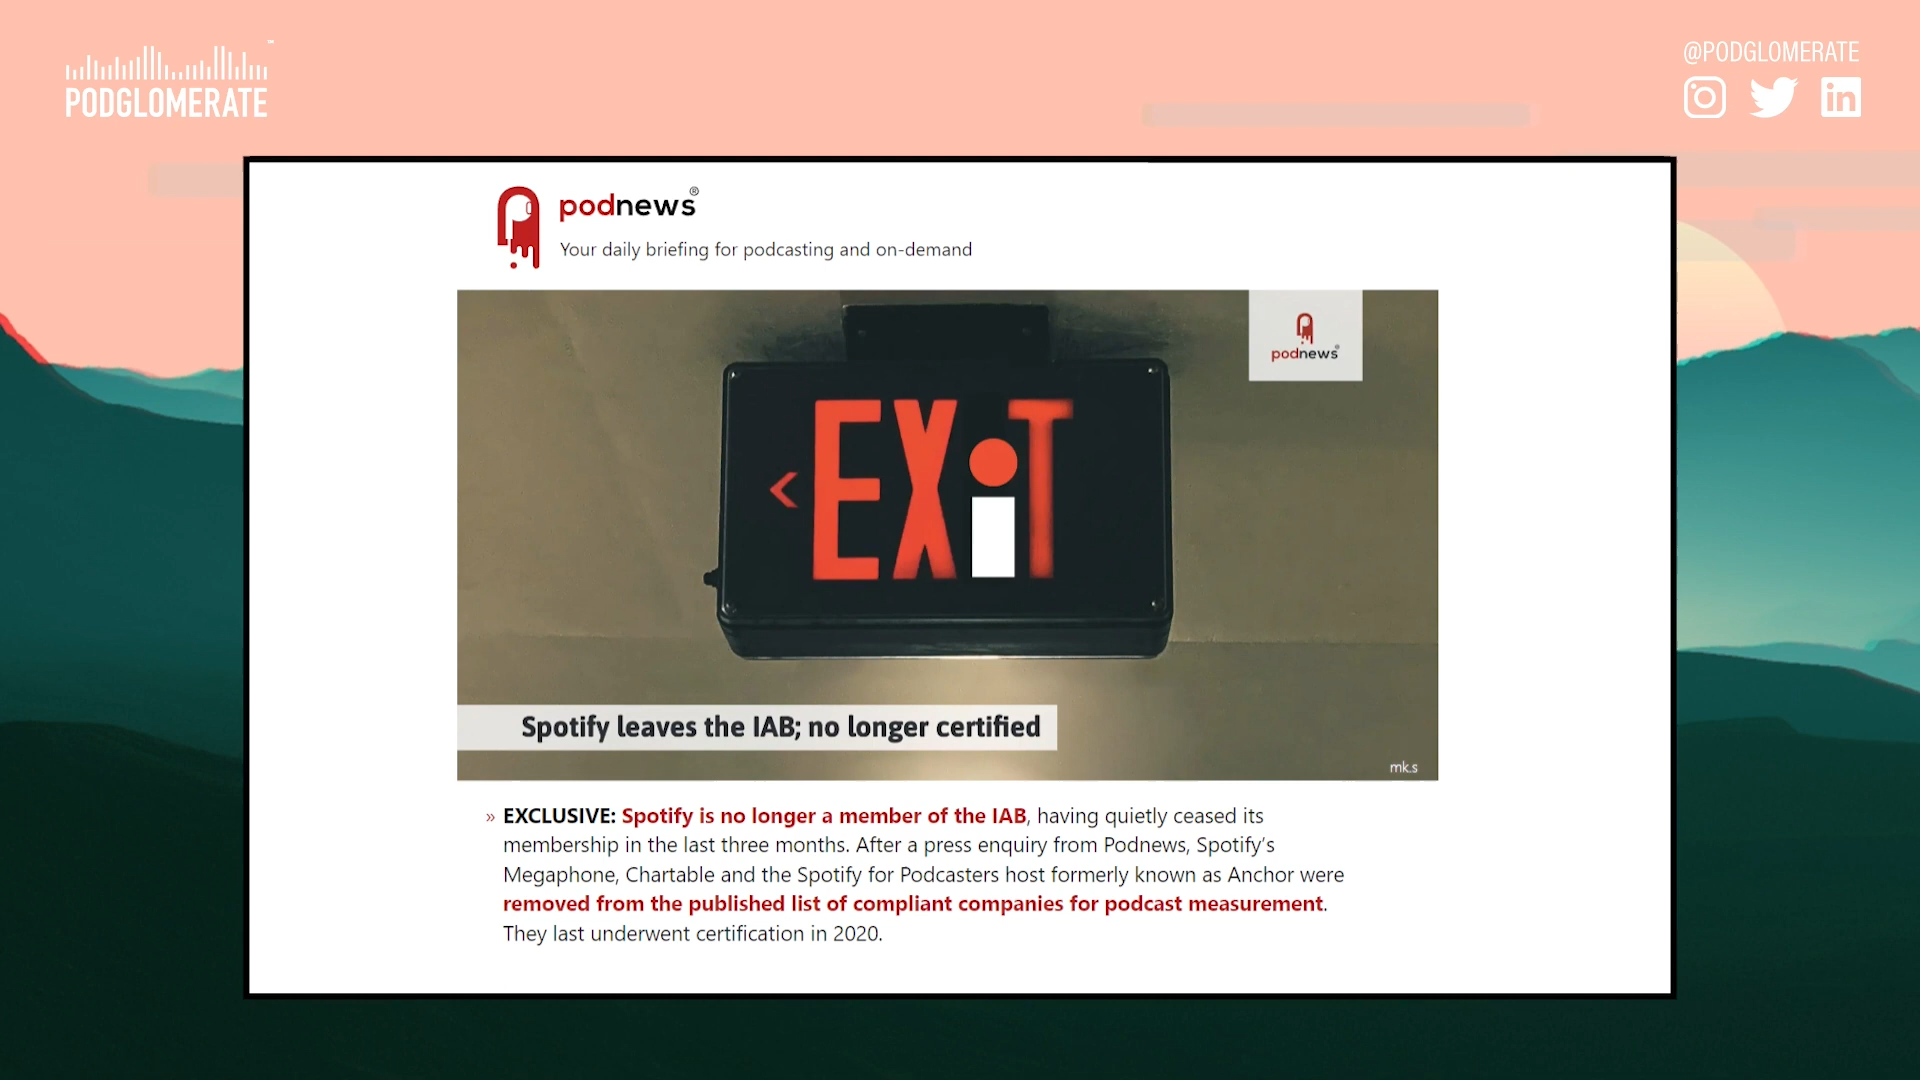 PODGLOMERATE™
@PODGLOMERATE
in
podnews®
Your daily briefing for podcasting and on-demand
podnews®
< EXiT
Spotify leaves the IAB; no longer certified
mk.s
» EXCLUSIVE: Spotify is no longer a member of the IAB, having quietly ceased its
membership in the last three months. After a press enquiry from Podnews, Spotify's
Megaphone, Chartable and the Spotify for Podcasters host formerly known as Anchor were
removed from the published list of compliant companies for podcast measurement.
They last underwent certification in 2020.